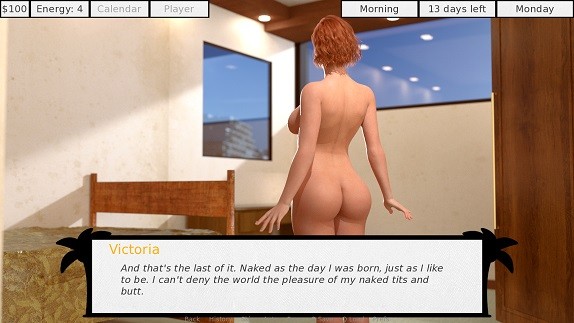 $100 Energy: 4 Calendar Player Morning 13 days left Monday
Victoria
And that's the last of it. Naked as the day I was born, just as I like
to be. I can't deny the world the pleasure of my naked tits and
butt.
Back